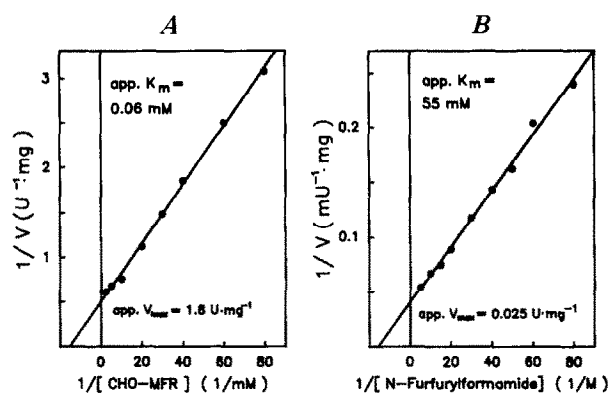 A
3
2
1
1/ V (U⁻¹·mg)
app. Km =
0.06 mM
app. Vmax = 1.8 U·mg⁻¹
0 20 40 60 80
1/[ CHO–MFR ] ( 1/mM)
B
0.2
0.1
1/ V (mU⁻¹·mg)
app. Km =
55 mM
app. Vmax = 0.025 U·mg⁻¹
0 20 40 60 80
1/[ N–Furfurylformamide] ( 1/M )